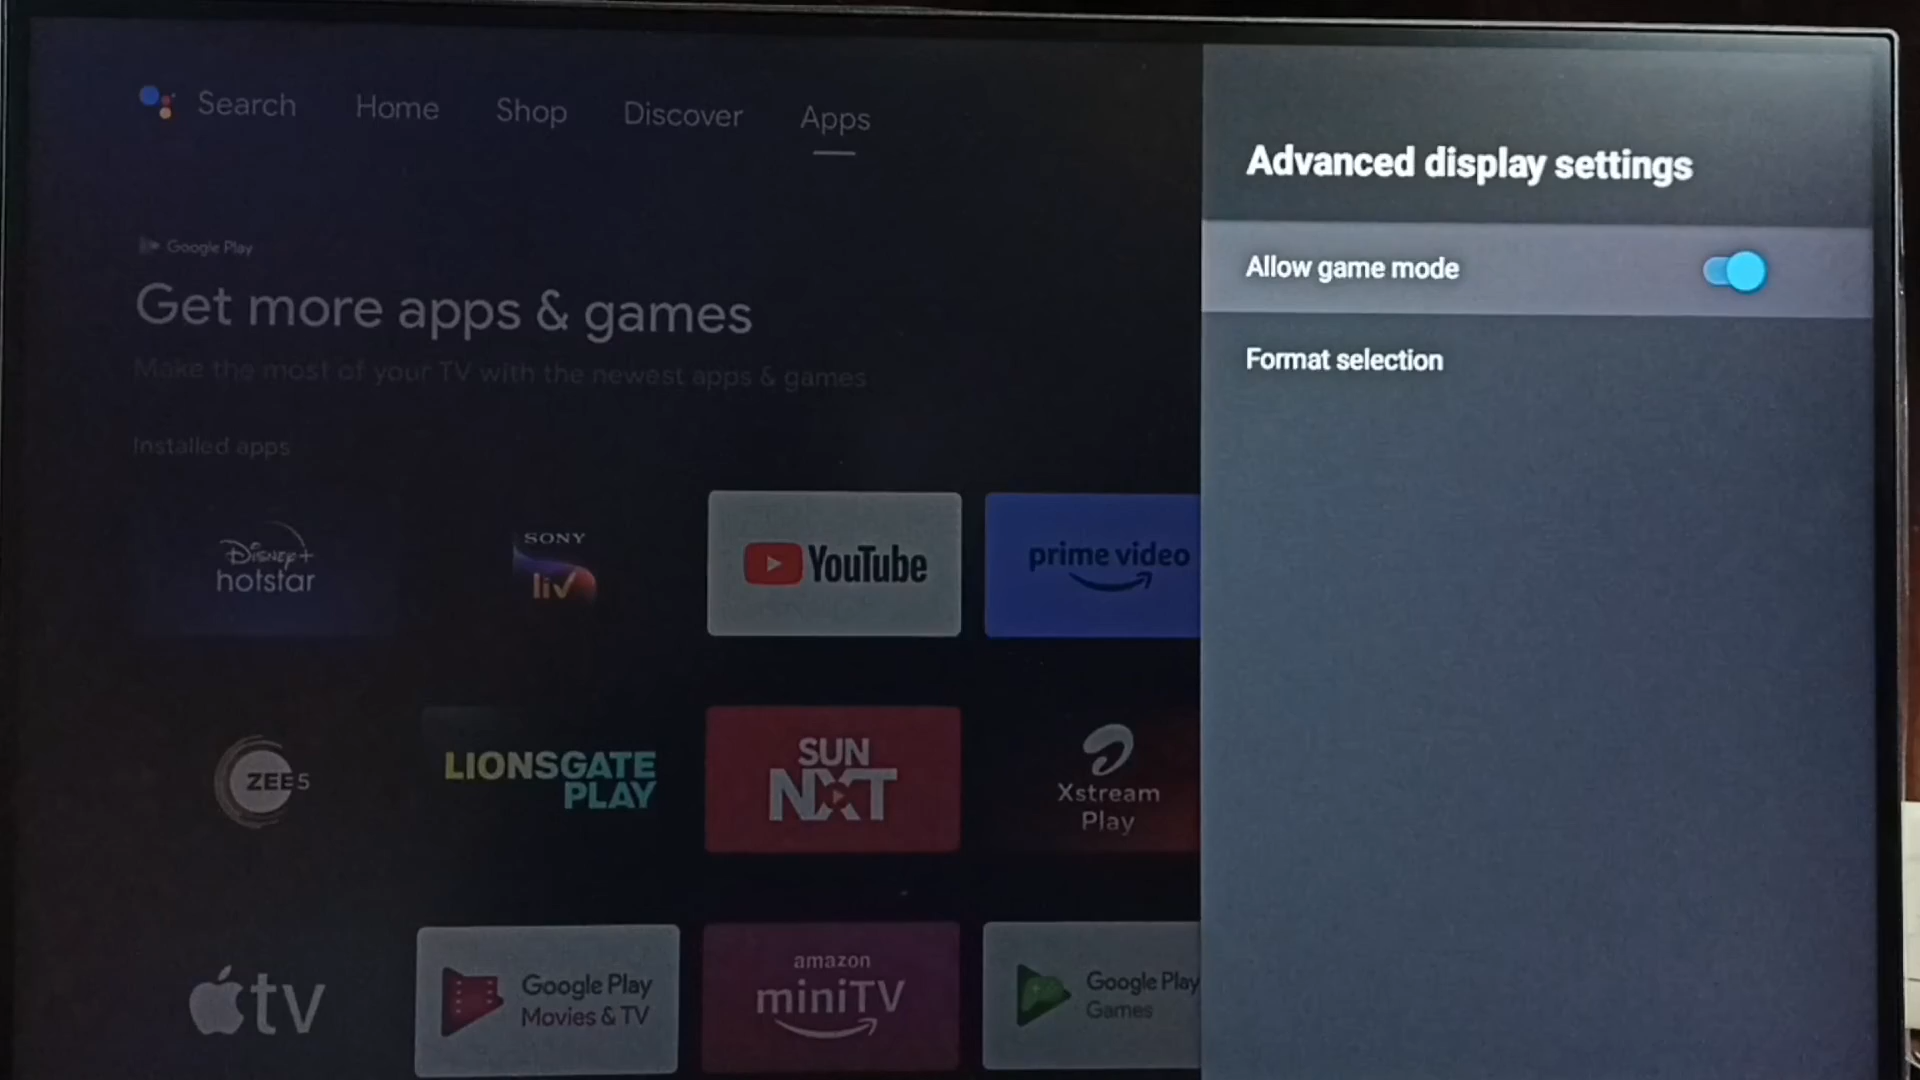 Search Home Shop Discover Apps
Google Play
Get more apps & games
Make the most of your TV with the newest apps & games
Installed apps
Disney+
hotstar
SONY
liv
YouTube
prime video
ZEE5
LIONSGATE
PLAY
SUN
NXT
Xstream
Play
tv
Google Play
Movies & TV
amazon
miniTV
Google Play
Games
Advanced display settings
Allow game mode
Format selection